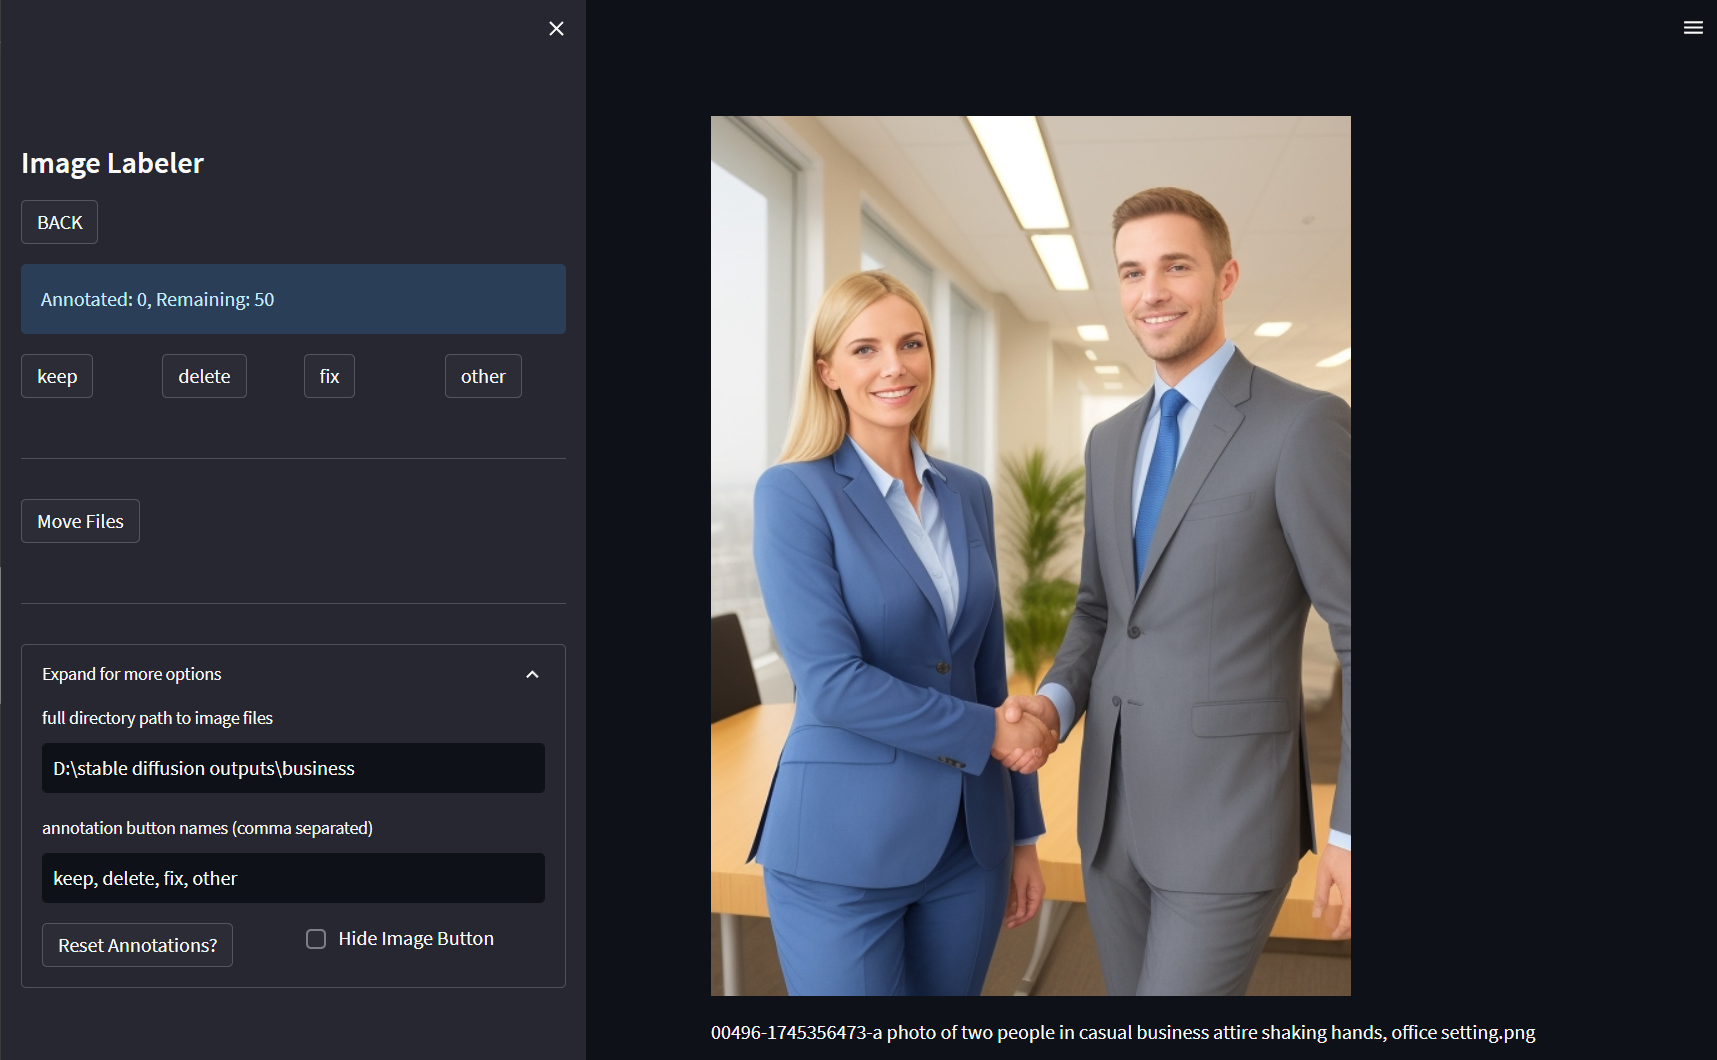 Image Labeler
BACK
Annotated: 0, Remaining: 50
keep
delete
fix
other
Move Files
Expand for more options
full directory path to image files
D:\stable diffusion outputs\business
annotation button names (comma separated)
keep, delete, fix, other
Reset Annotations?
Hide Image Button
00496-1745356473-a photo of two people in casual business attire shaking hands, office setting.png